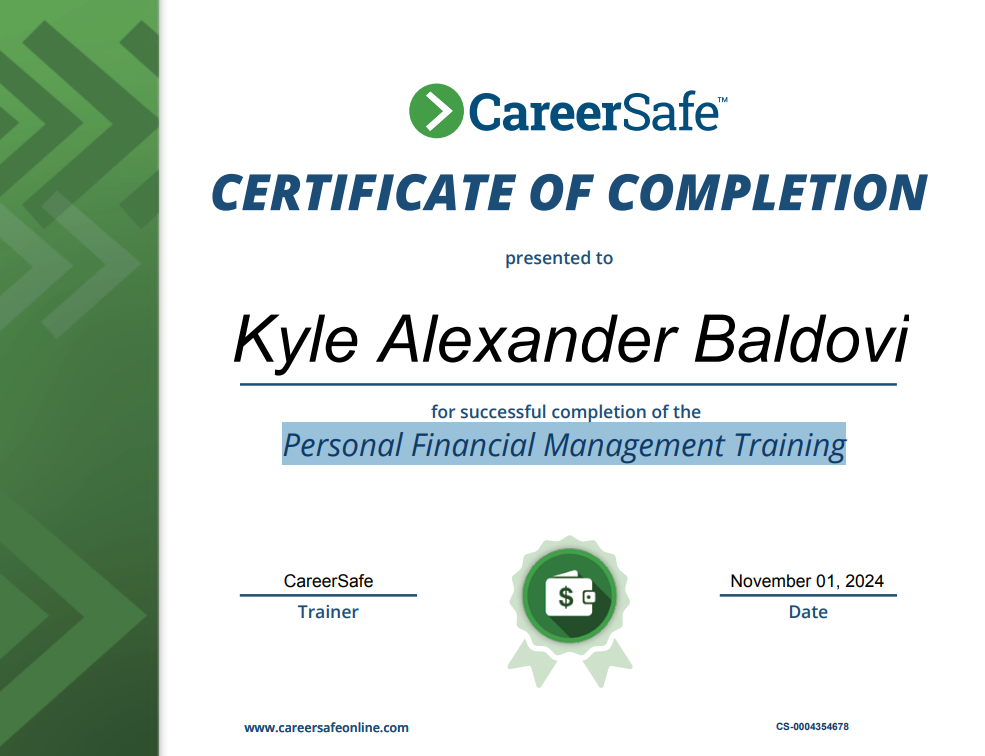 CareerSafe™
CERTIFICATE OF COMPLETION
presented to
Kyle Alexander Baldovi
for successful completion of the
Personal Financial Management Training
CareerSafe
Trainer
$
November 01, 2024
Date
www.careersafeonline.com
CS-0004354678